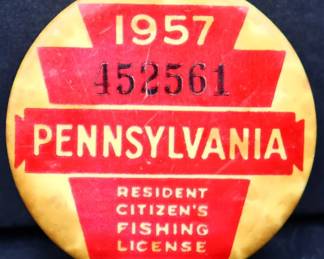 1957
452561
PENNSYLVANIA
RESIDENT
CITIZEN'S
FISHING
LICENSE